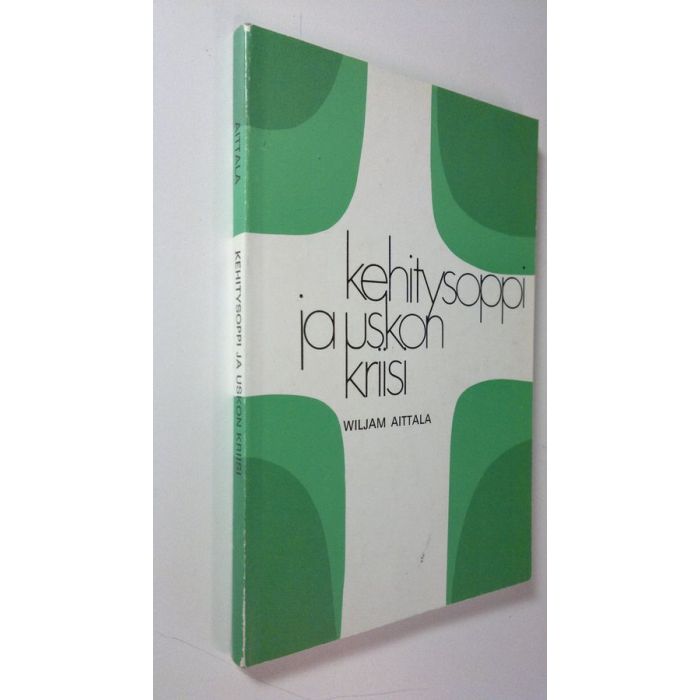 kehitysoppi
ja uskon
kriisi
WILJAM AITTALA
AITTALA KEHITYSOPPI JA USKON KRIISI